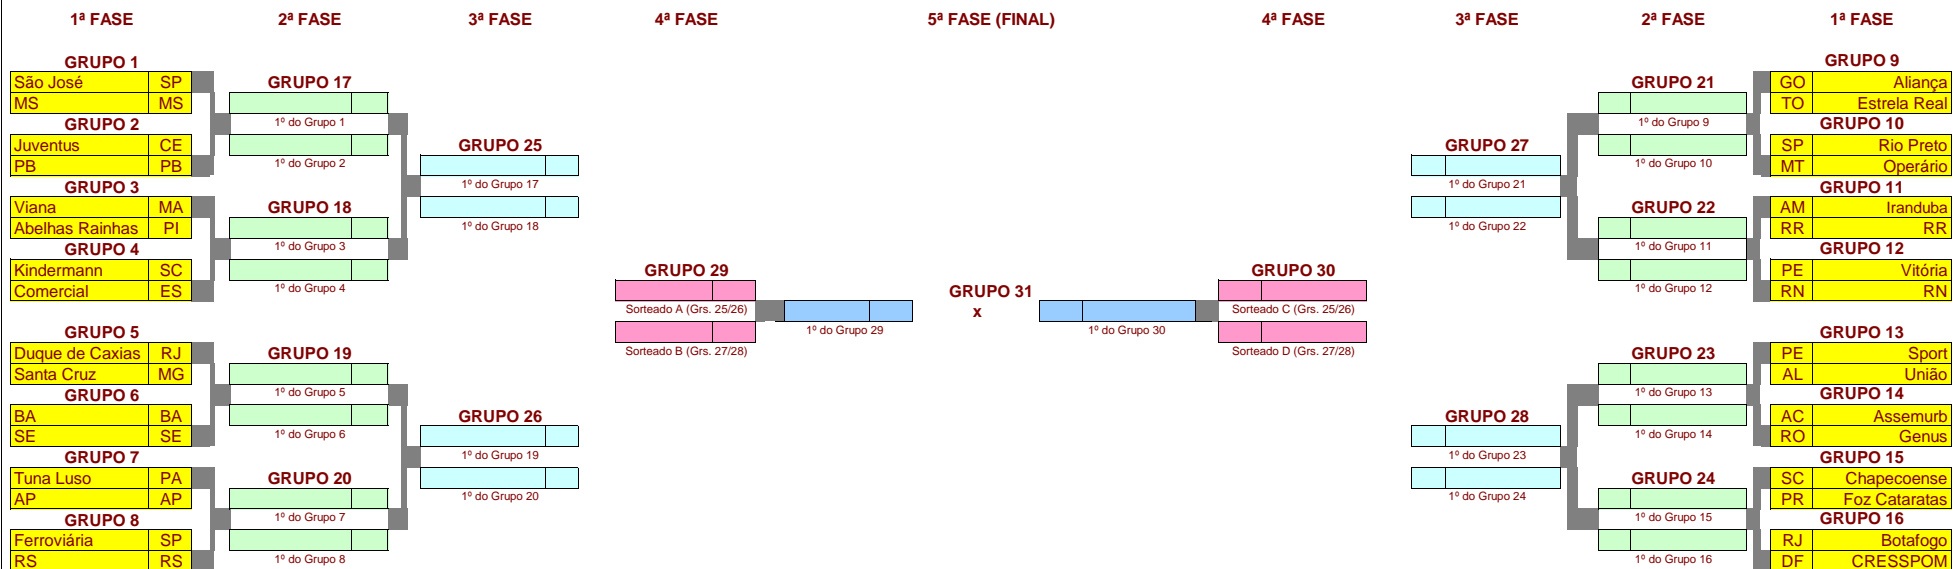 1ª FASE 2ª FASE 3ª FASE 4ª FASE 5ª FASE (FINAL) 4ª FASE 3ª FASE 2ª FASE 1ª FASE
GRUPO 1
São José SP
MS MS
GRUPO 2
Juventus CE
PB PB
GRUPO 3
Viana MA
Abelhas Rainhas PI
GRUPO 4
Kindermann SC
Comercial ES
GRUPO 5
Duque de Caxias RJ
Santa Cruz MG
GRUPO 6
BA BA
SE SE
GRUPO 7
Tuna Luso PA
AP AP
GRUPO 8
Ferroviária SP
RS RS
GRUPO 17
1º do Grupo 1
1º do Grupo 2
GRUPO 18
1º do Grupo 3
1º do Grupo 4
GRUPO 19
1º do Grupo 5
1º do Grupo 6
GRUPO 20
1º do Grupo 7
1º do Grupo 8
GRUPO 25
1º do Grupo 17
1º do Grupo 18
GRUPO 26
1º do Grupo 19
1º do Grupo 20
GRUPO 29
Sorteado A (Grs. 25/26)
Sorteado B (Grs. 27/28)
1º do Grupo 29
GRUPO 31
x
1º do Grupo 30
GRUPO 30
Sorteado C (Grs. 25/26)
Sorteado D (Grs. 27/28)
GRUPO 27
1º do Grupo 21
1º do Grupo 22
GRUPO 28
1º do Grupo 23
1º do Grupo 24
GRUPO 21
1º do Grupo 9
1º do Grupo 10
GRUPO 22
1º do Grupo 11
1º do Grupo 12
GRUPO 23
1º do Grupo 13
1º do Grupo 14
GRUPO 24
1º do Grupo 15
1º do Grupo 16
GRUPO 9
GO Aliança
TO Estrela Real
GRUPO 10
SP Rio Preto
MT Operário
GRUPO 11
AM Iranduba
RR RR
GRUPO 12
PE Vitória
RN RN
GRUPO 13
PE Sport
AL União
GRUPO 14
AC Assemurb
RO Genus
GRUPO 15
SC Chapecoense
PR Foz Cataratas
GRUPO 16
RJ Botafogo
DF CRESSPOM